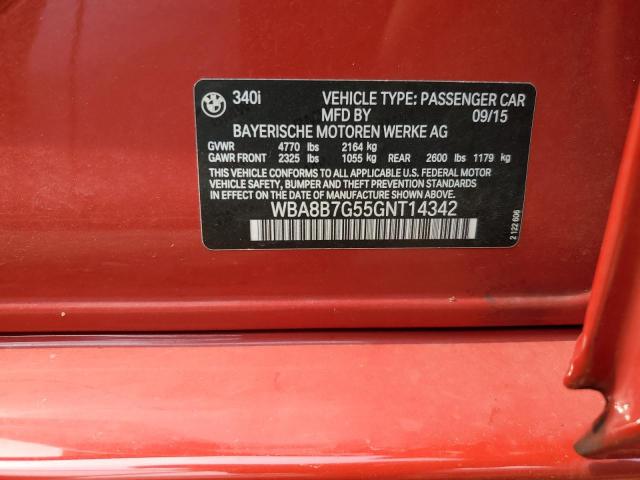 340i VEHICLE TYPE: PASSENGER CAR
MFD BY 09/15
BAYERISCHE MOTOREN WERKE AG
GVWR 4770 lbs 2164 kg
GAWR FRONT 2325 lbs 1055 kg REAR 2600 lbs 1179 kg
THIS VEHICLE CONFORMS TO ALL APPLICABLE U.S. FEDERAL MOTOR
VEHICLE SAFETY, BUMPER AND THEFT PREVENTION STANDARDS
IN EFFECT ON THE DATE OF MANUFACTURE SHOWN ABOVE.
WBA8B7G55GNT14342
2 122 606